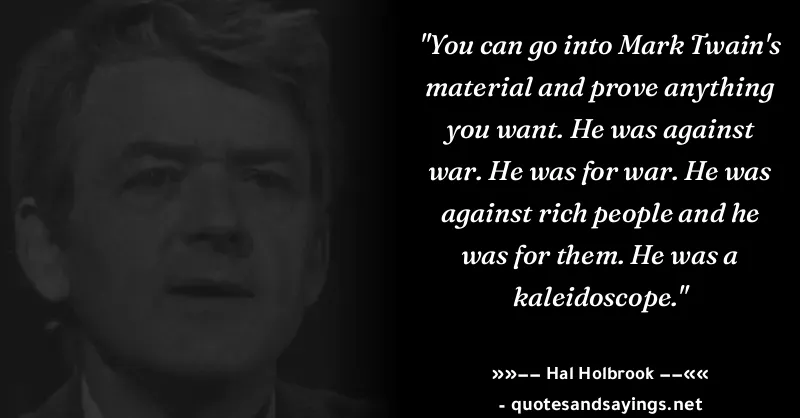 "You can go into Mark Twain's
material and prove anything
you want. He was against
war. He was for war. He was
against rich people and he
was for them. He was a
kaleidoscope."
»»―― Hal Holbrook ――««
- quotesandsayings.net